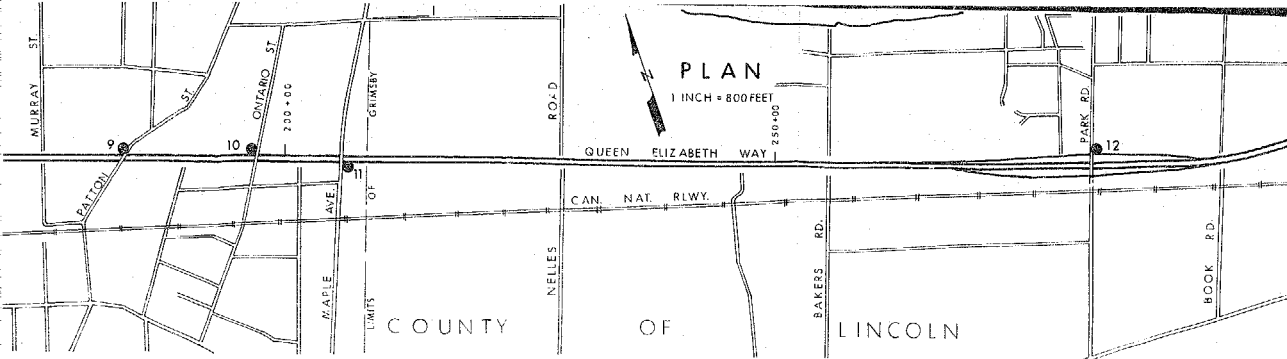 PLAN
1 INCH = 800 FEET
N
MURRAY ST.
PATTON ST.
ONTARIO ST
200+00
MAPLE AVE.
LIMITS OF GRIMSBY
NELLES ROAD
QUEEN ELIZABETH WAY
250+00
CAN. NAT. RLWY.
BAKERS RD.
PARK RD.
BOOK RD.
9
10
11
12
COUNTY OF LINCOLN